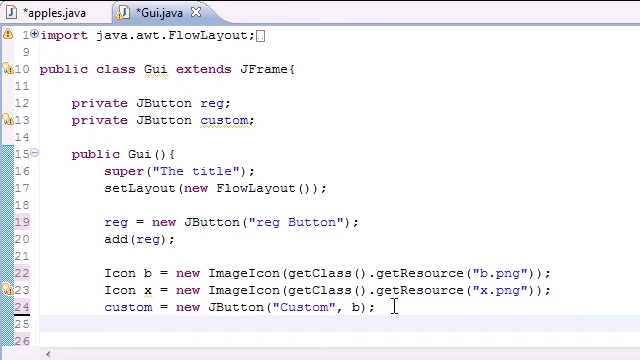 *apples.java *Gui.java
1 import java.awt.FlowLayout;
9
10 public class Gui extends JFrame{
11
12 private JButton reg;
13 private JButton custom;
14
15 public Gui(){
16 super("The title");
17 setLayout(new FlowLayout());
18
19 reg = new JButton("reg Button");
20 add(reg);
21
22 Icon b = new ImageIcon(getClass().getResource("b.png"));
23 Icon x = new ImageIcon(getClass().getResource("x.png"));
24 custom = new JButton("Custom", b);
25
26